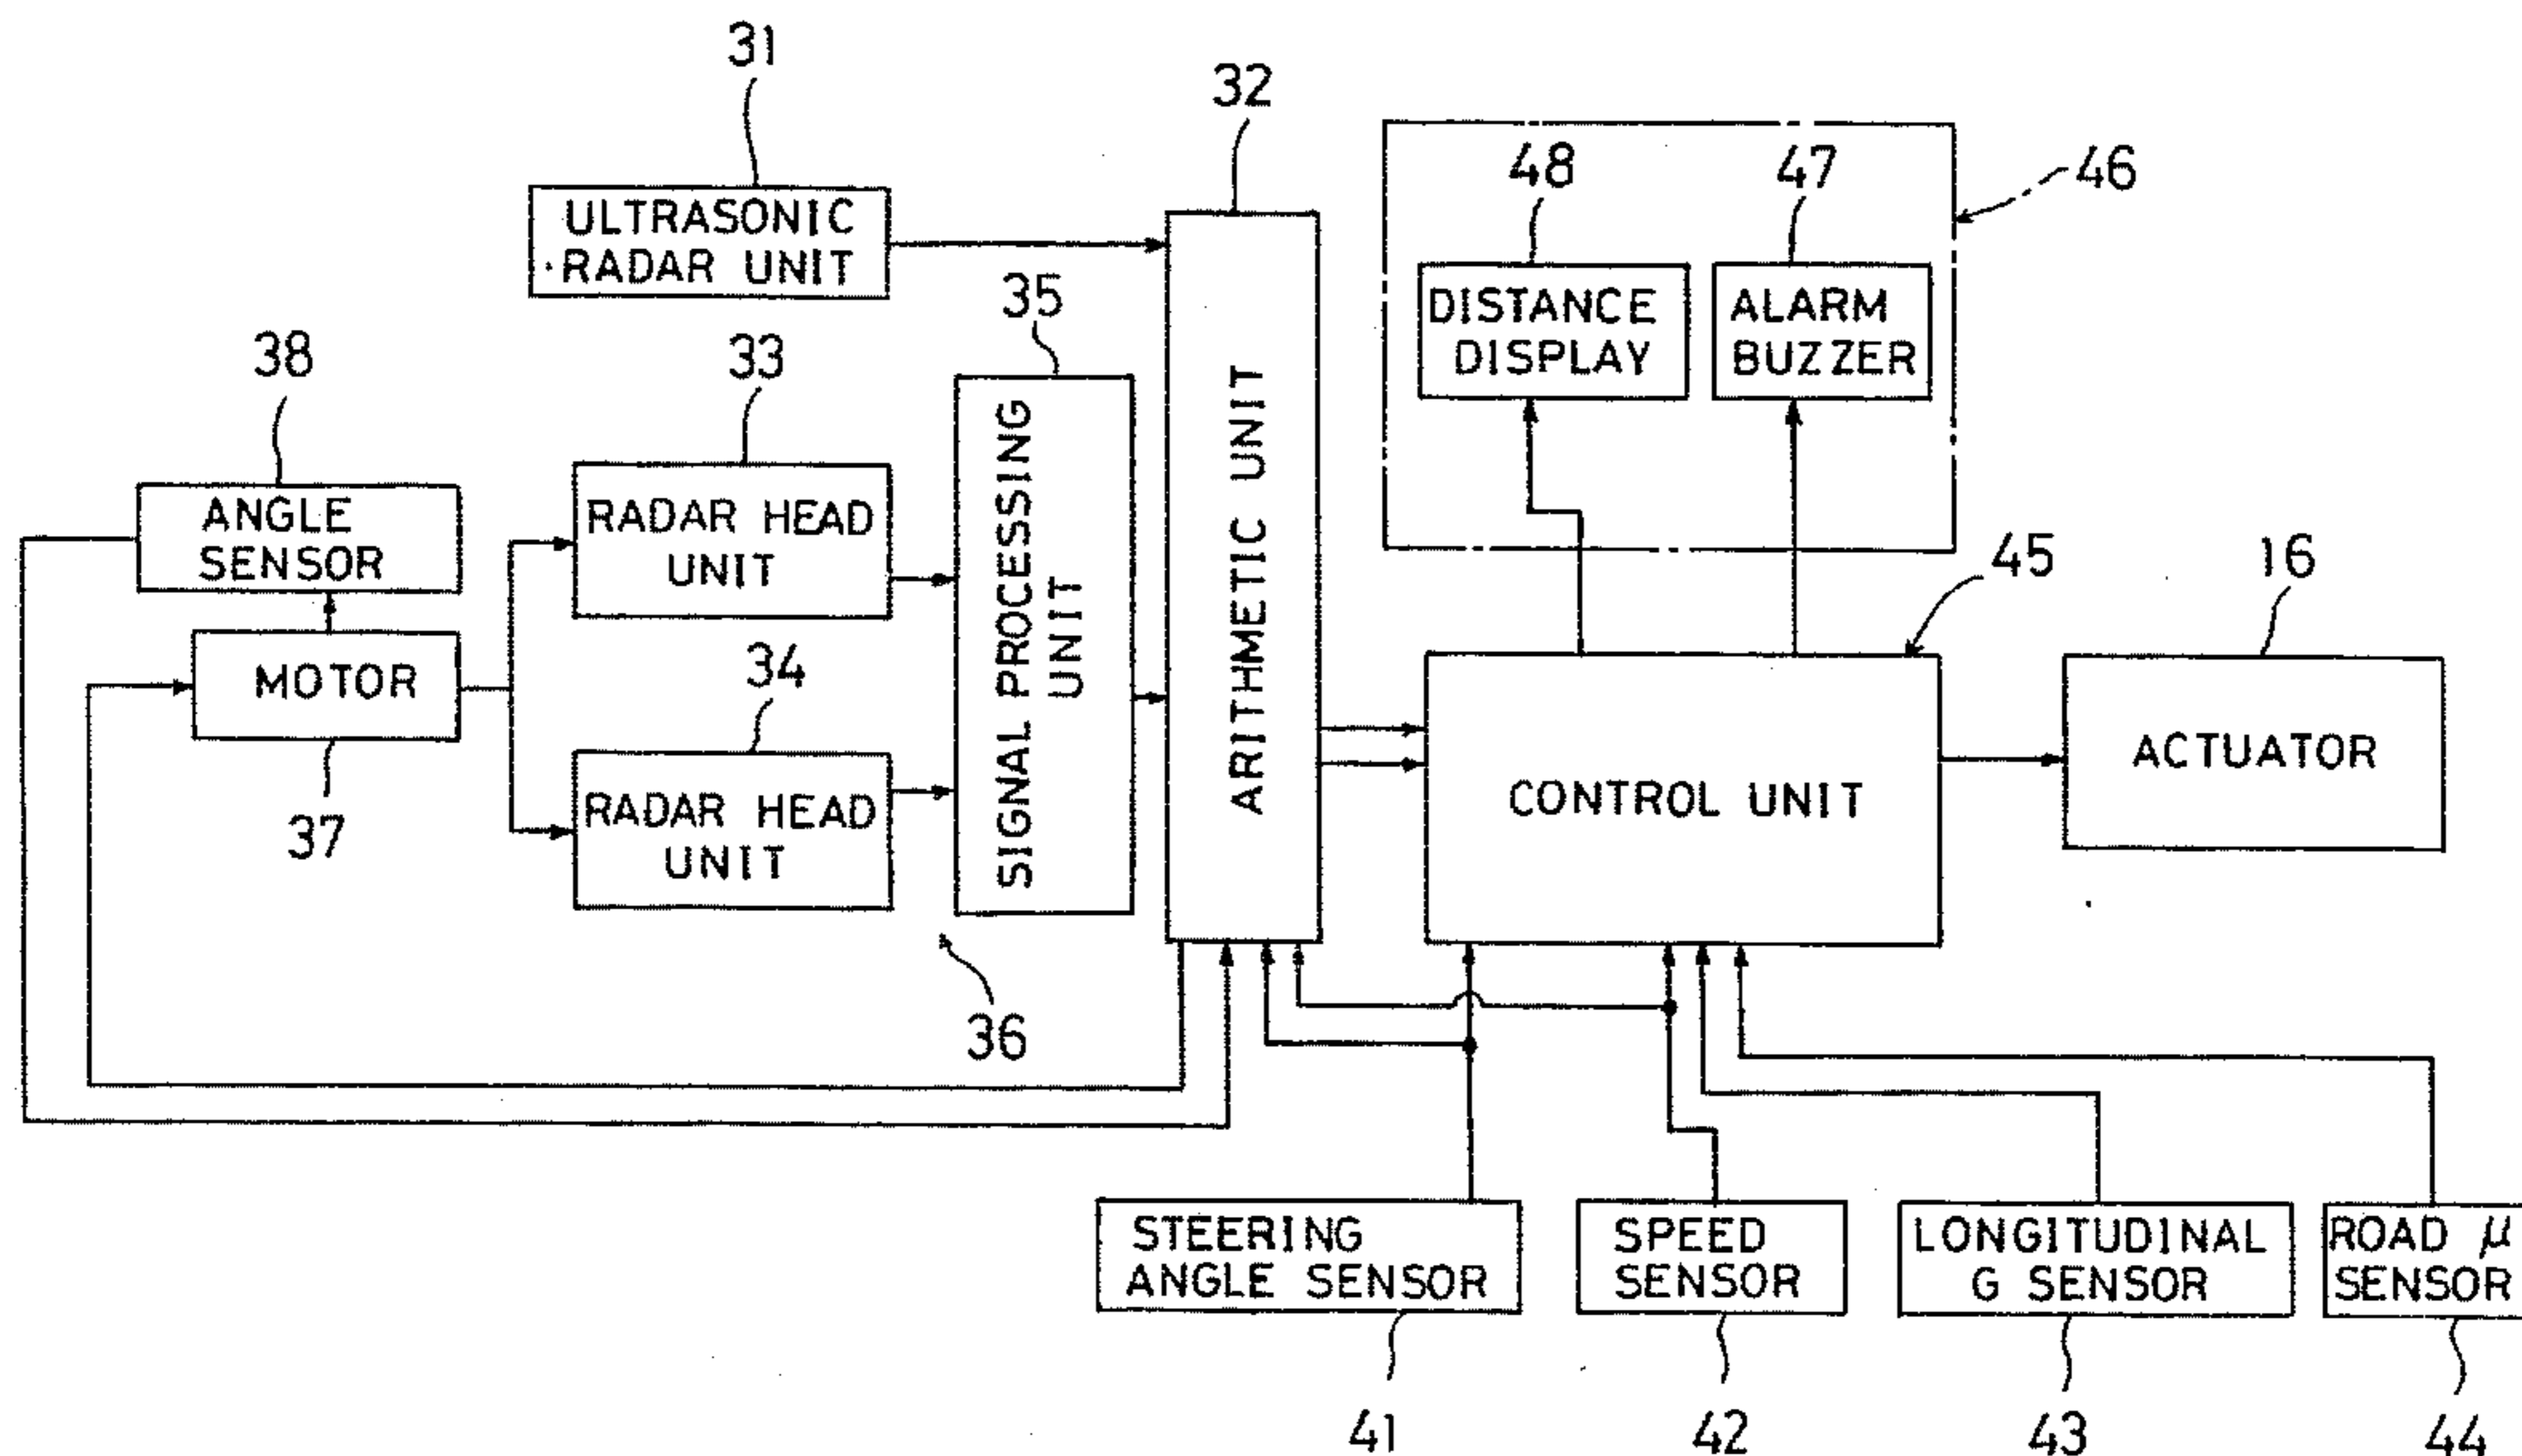 31
32
48
47
46
ULTRASONIC
RADAR UNIT
35
DISTANCE
DISPLAY
ALARM
BUZZER
38
33
ANGLE
SENSOR
RADAR HEAD
UNIT
SIGNAL PROCESSING
UNIT
ARITHMETIC UNIT
45
16
MOTOR
34
37
RADAR HEAD
UNIT
CONTROL UNIT
ACTUATOR
36
STEERING
ANGLE SENSOR
SPEED
SENSOR
LONGITUDINAL
G SENSOR
ROAD μ
SENSOR
41
42
43
44